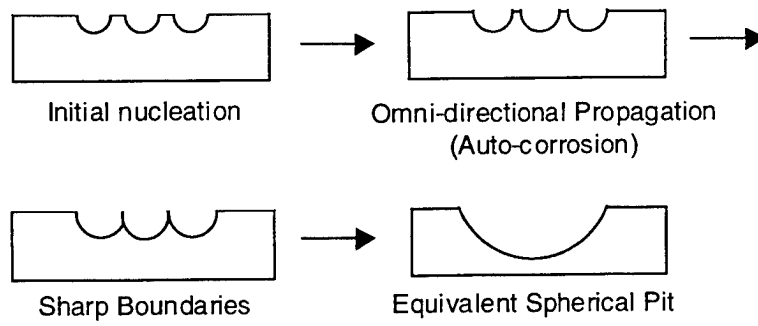 Initial nucleation
Omni-directional Propagation
(Auto-corrosion)
Sharp Boundaries
Equivalent Spherical Pit